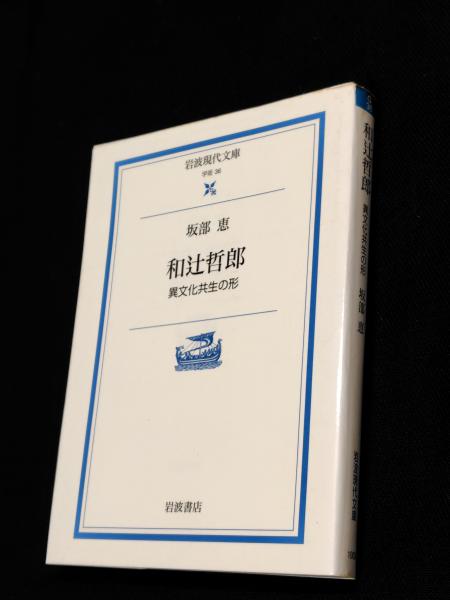 岩波現代文庫
学術 36
坂部 恵
和辻哲郎
異文化共生の形
岩波書店
和辻哲郎
異文化共生の形
坂部 恵
岩波現代文庫